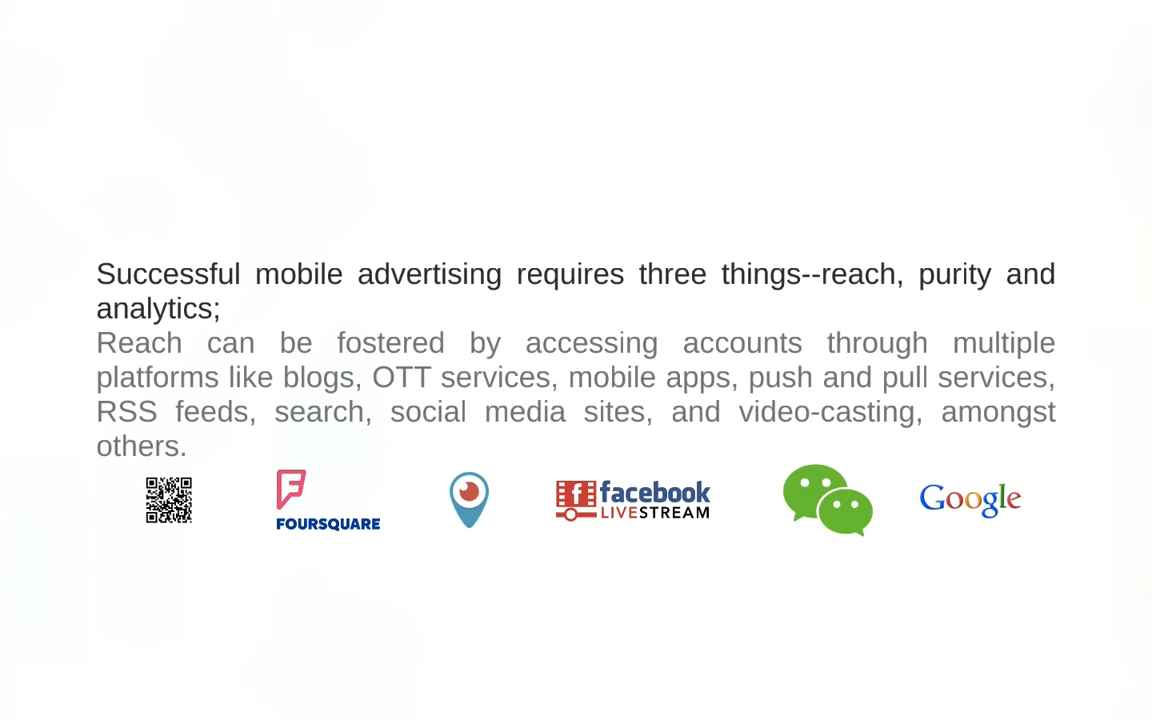 Successful mobile advertising requires three things--reach, purity and
analytics;
Reach can be fostered by accessing accounts through multiple
platforms like blogs, OTT services, mobile apps, push and pull services,
RSS feeds, search, social media sites, and video-casting, amongst
others.
FOURSQUARE
facebook
LIVESTREAM
Google